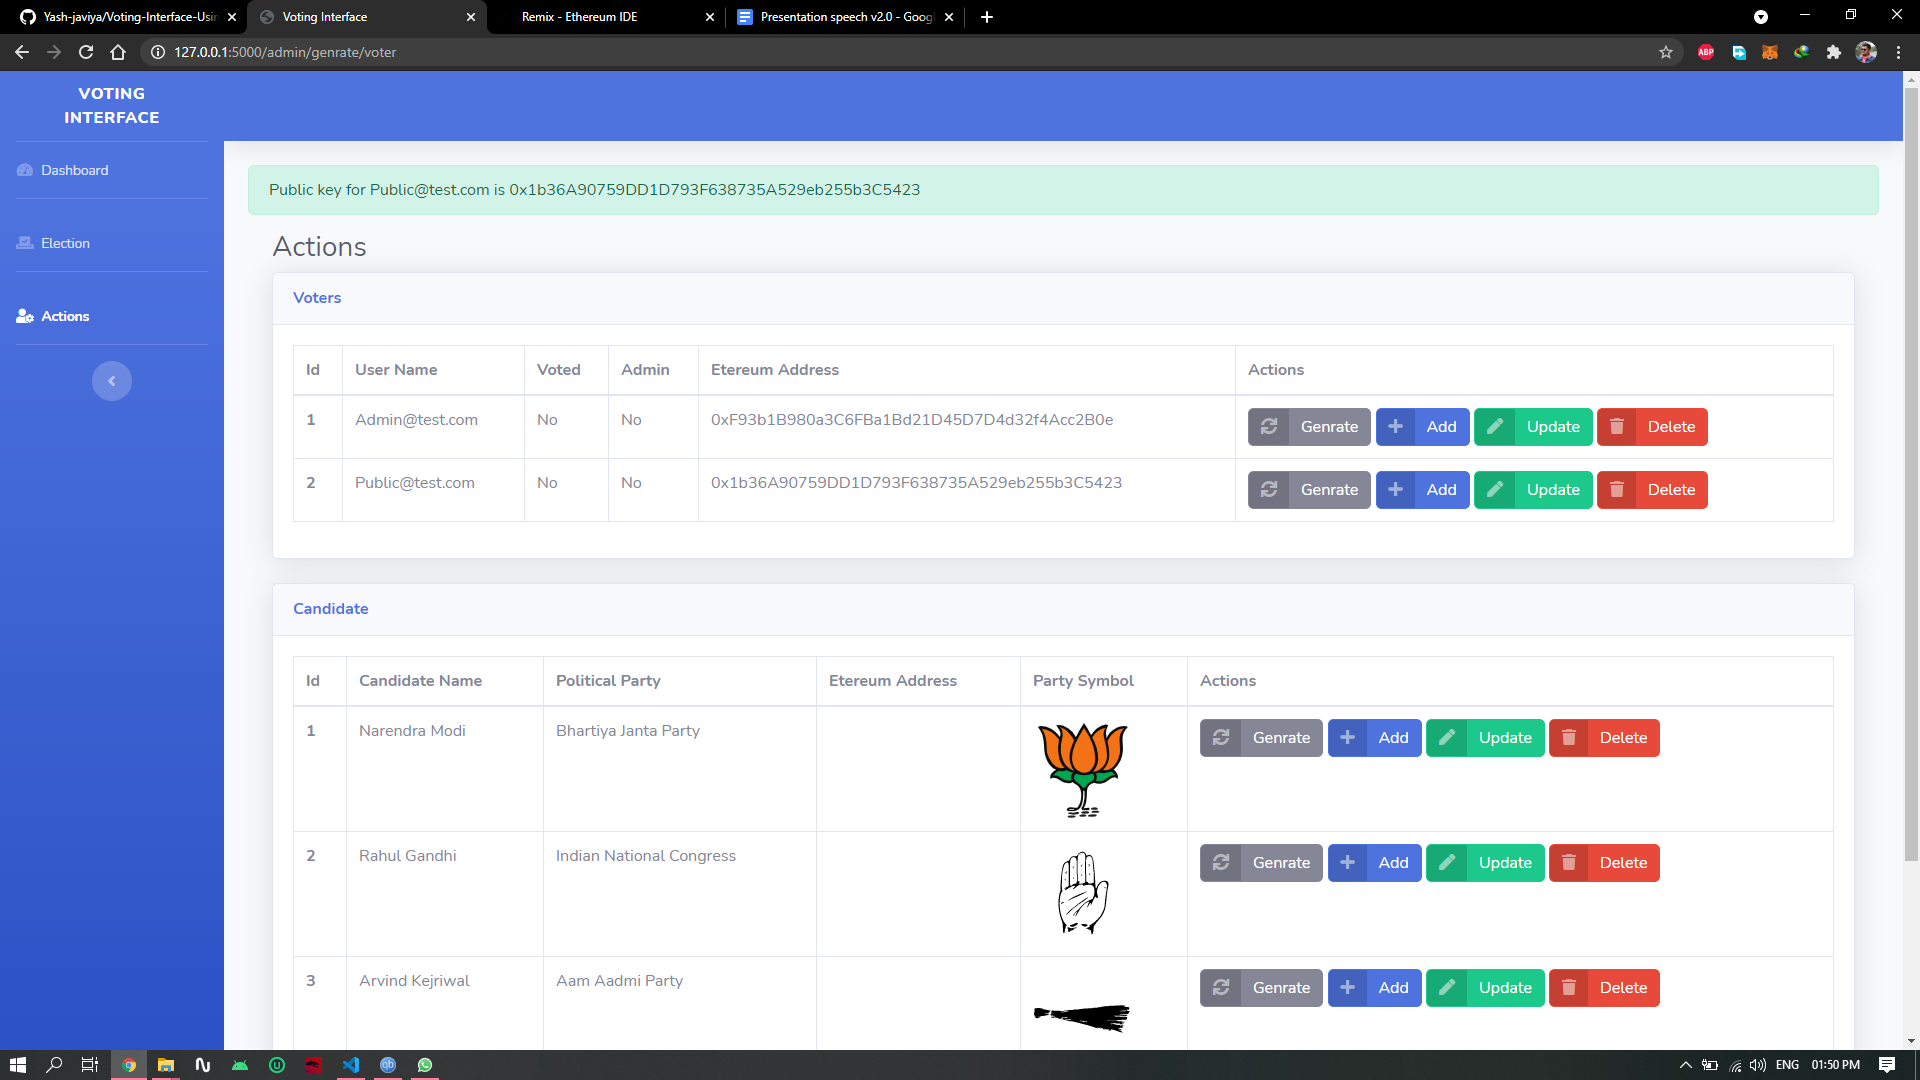 Yash-javiya/Voting-Interface-Usin
Voting Interface
Remix - Ethereum IDE
Presentation speech v2.0 - Goog
127.0.0.1:5000/admin/genrate/voter
ABP
VOTING
INTERFACE
Dashboard
Election
Actions
Public key for Public@test.com is 0x1b36A90759DD1D793F638735A529eb255b3C5423
Actions
Voters
Id User Name Voted Admin Etereum Address Actions
1 Admin@test.com No No 0xF93b1B980a3C6FBa1Bd21D45D7D4d32f4Acc2B0e Genrate Add Update Delete
2 Public@test.com No No 0x1b36A90759DD1D793F638735A529eb255b3C5423 Genrate Add Update Delete
Candidate
Id Candidate Name Political Party Etereum Address Party Symbol Actions
1 Narendra Modi Bhartiya Janta Party Genrate Add Update Delete
2 Rahul Gandhi Indian National Congress Genrate Add Update Delete
3 Arvind Kejriwal Aam Aadmi Party Genrate Add Update Delete
qb
ENG 01:50 PM